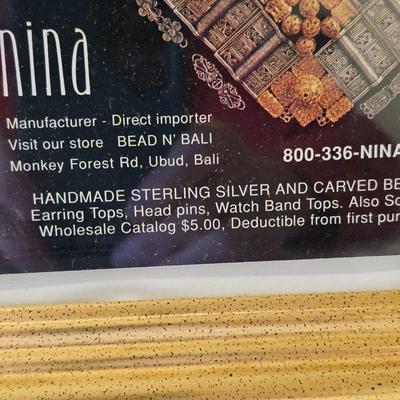 nina
Manufacturer - Direct importer
Visit our store BEAD N' BALI
Monkey Forest Rd, Ubud, Bali
800-336-NINA
HANDMADE STERLING SILVER AND CARVED BE
Earring Tops, Head pins, Watch Band Tops. Also So
Wholesale Catalog $5.00, Deductible from first pur